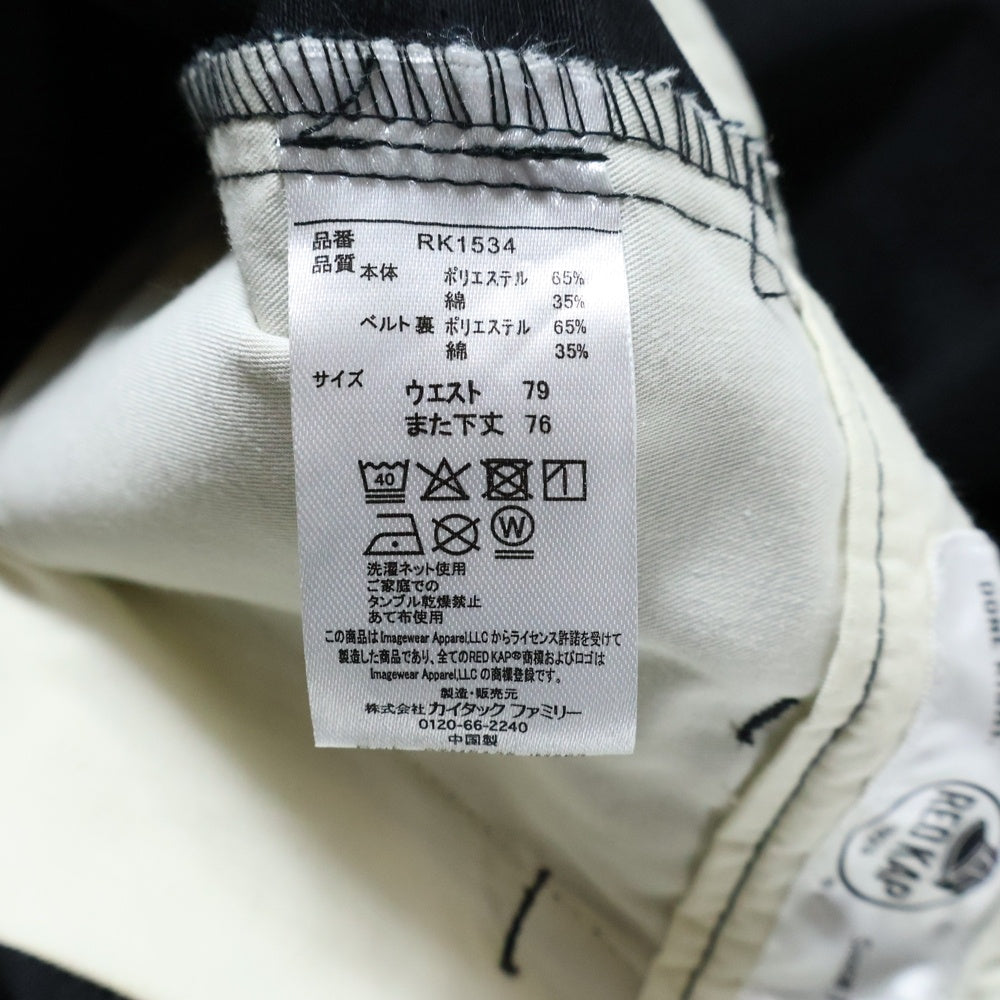 品番 RK1534
品質 本体 ポリエステル 65%
綿 35%
ベルト裏 ポリエステル 65%
綿 35%
サイズ
ウエスト 79
また下丈 76
40
W
洗濯ネット使用
ご家庭での
タンブル乾燥禁止
あて布使用
この商品はImagewear Apparel,LLCからライセンス許諾を受けて
製造した商品であり、全てのRED KAP®商標およびロゴは
Imagewear Apparel,LLCの商標登録です。
製造・販売元
株式会社カイタックファミリー
0120-66-2240
中国製
RED KAP